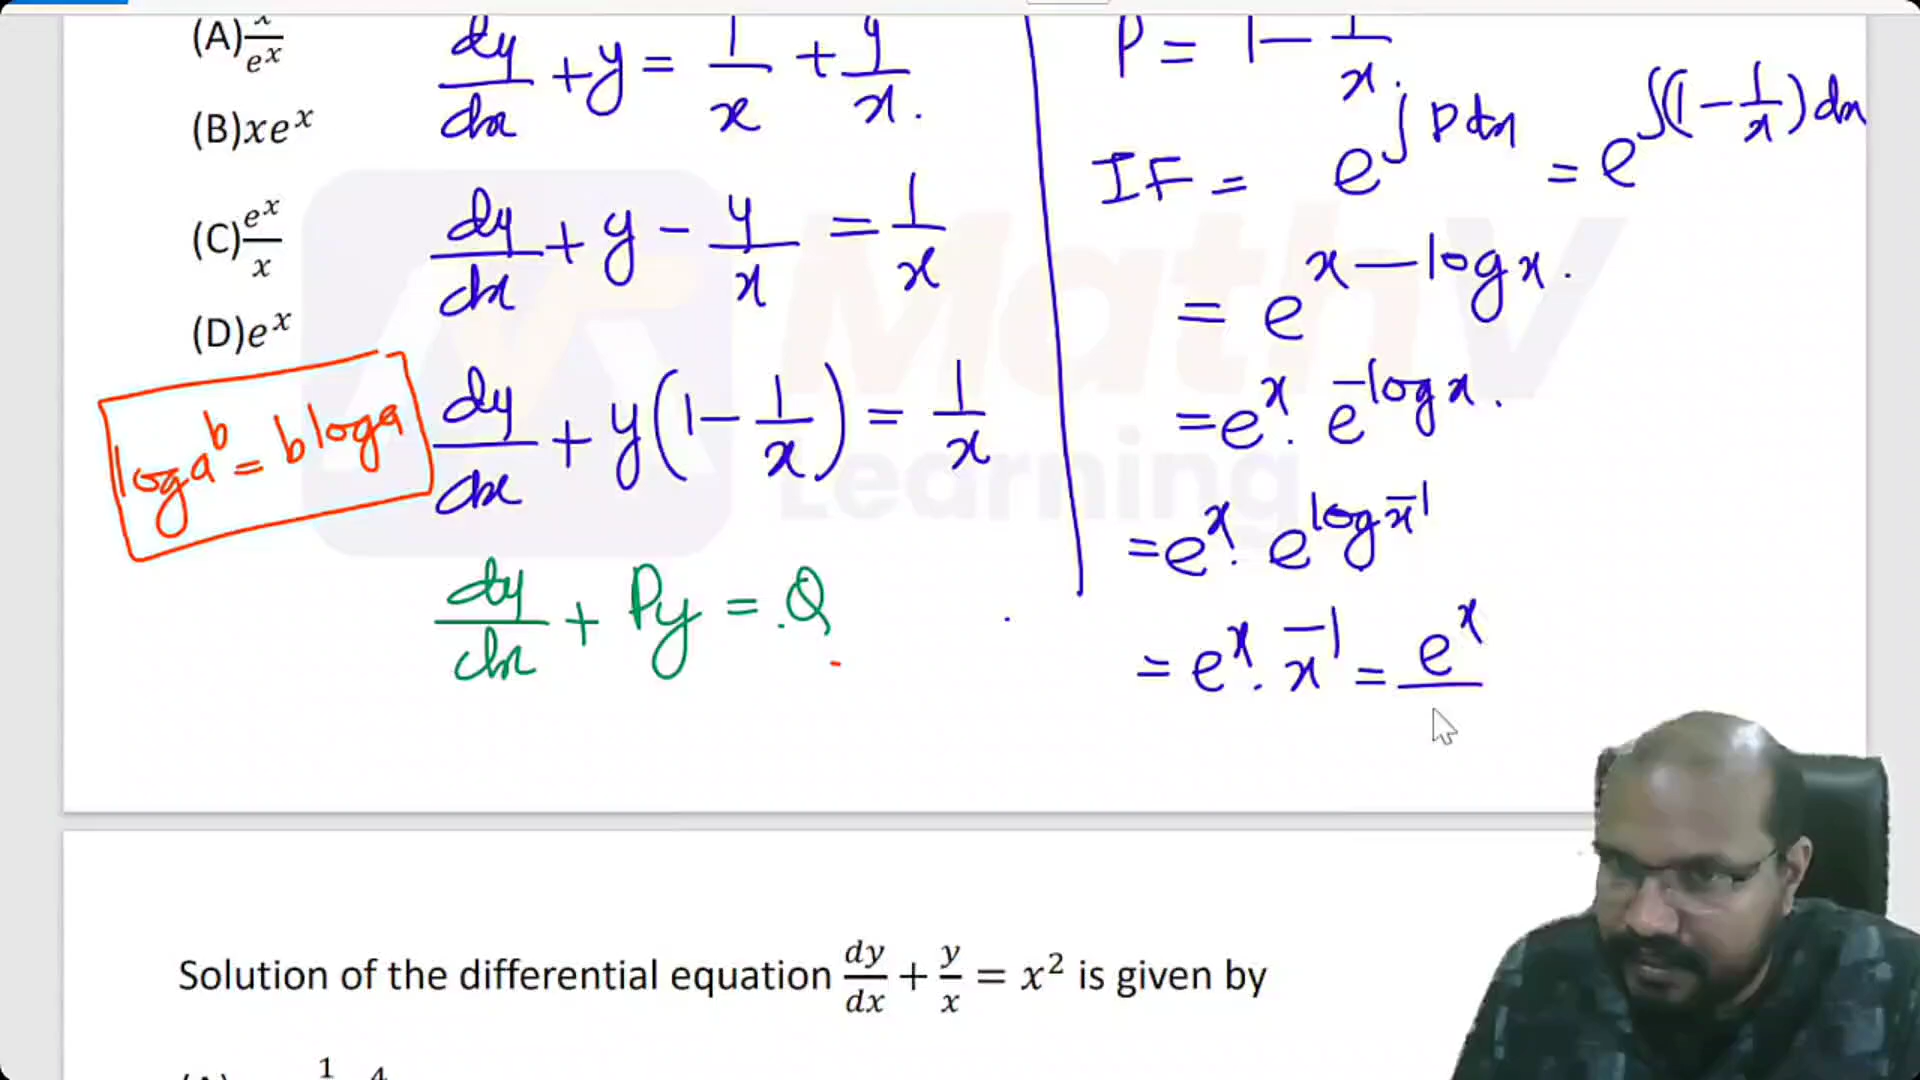 (A) x/e^x
(B) xe^x
(C) e^x/x
(D) e^x
log a^b = b log a
dy/dx + y = 1/x + y/x.
dy/dx + y - y/x = 1/x
dy/dx + y(1 - 1/x) = 1/x
dy/dx + Py = Q
P = 1 - 1/x.
IF = e^∫P dx = e^∫(1 - 1/x) dx
= e^x - log x.
= e^x . e^-log x.
= e^x . e^log x^-1
= e^x . x^-1 = e^x
MathV
Learning
Solution of the differential equation dy/dx + y/x = x^2 is given by